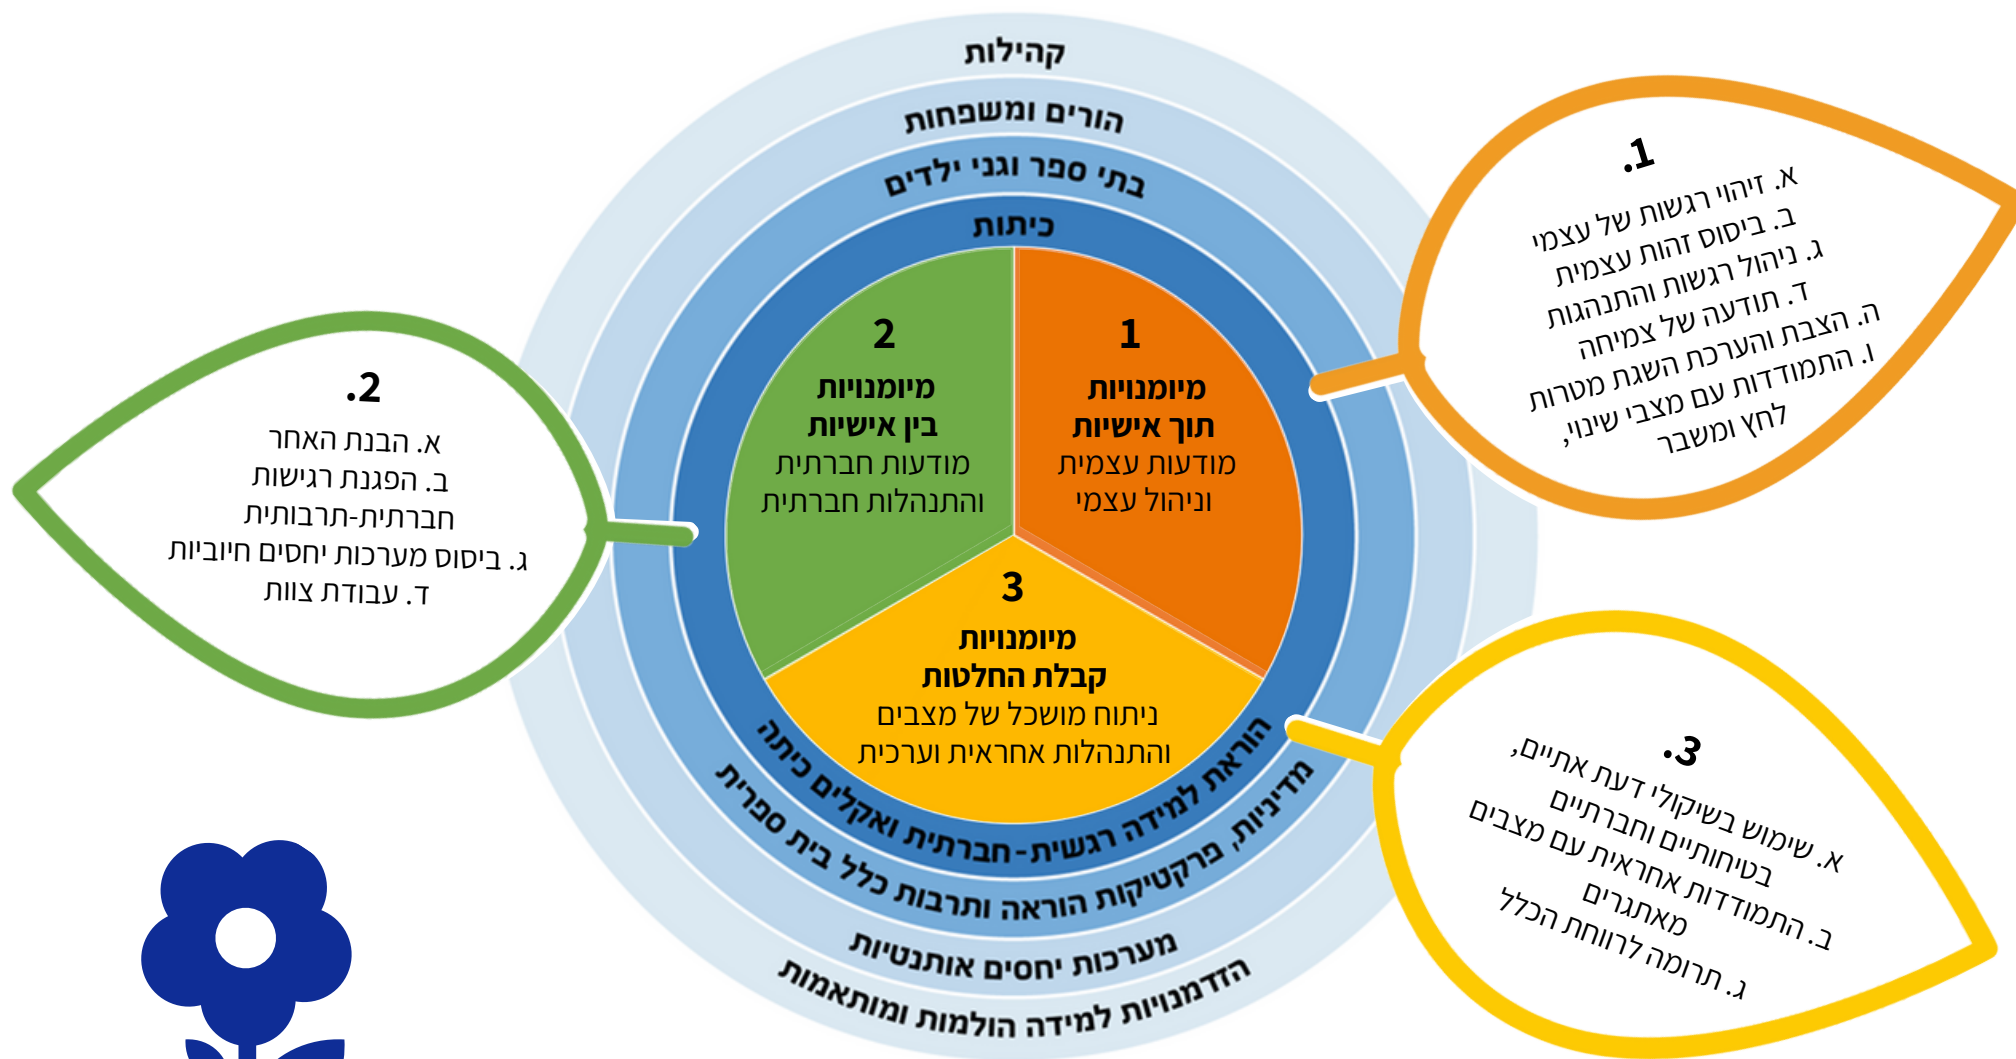 קהילות
הורים ומשפחות
בתי ספר וגני ילדים
כיתות
1
מיומנויות
תוך אישיות
מודעות עצמית
וניהול עצמי
2
מיומנויות
בין אישיות
מודעות חברתית
והתנהלות חברתית
3
מיומנויות
קבלת החלטות
ניתוח מושכל של מצבים
והתנהלות אחראית וערכית
הוראת למידה רגשית-חברתית ואקלים כיתה
מדיניות, פרקטיקות הוראה ותרבות כלל בית ספרית
מערכות יחסים אותנטיות
הזדמנויות למידה הולמות ומותאמות
1.
א. זיהוי רגשות של עצמי
ב. ביסוס זהות עצמית
ג. ניהול רגשות והתנהגות
ד. תודעה של צמיחה
ה. הצבת והערכת השגת מטרות
ו. התמודדות עם מצבי שינוי,
לחץ ומשבר
2.
א. הבנת האחר
ב. הפגנת רגישות
חברתית-תרבותית
ג. ביסוס מערכות יחסים חיוביות
ד. עבודת צוות
3.
א. שימוש בשיקולי דעת אתיים,
בטיחותיים וחברתיים
ב. התמודדות אחראית עם מצבים
מאתגרים
ג. תרומה לרווחת הכלל